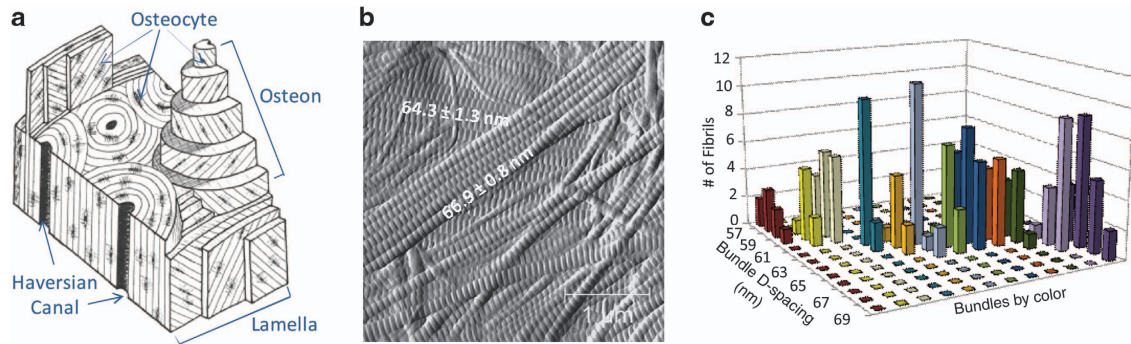 a
Osteocyte
Osteon
Haversian
Canal
Lamella
b
64.3 ± 1.3 nm
66.9 ± 0.8 nm
1 µm
c
# of Fibrils
12
10
8
6
4
2
0
57
59
61
63
65
67
69
Bundle D-spacing
(nm)
Bundles by color